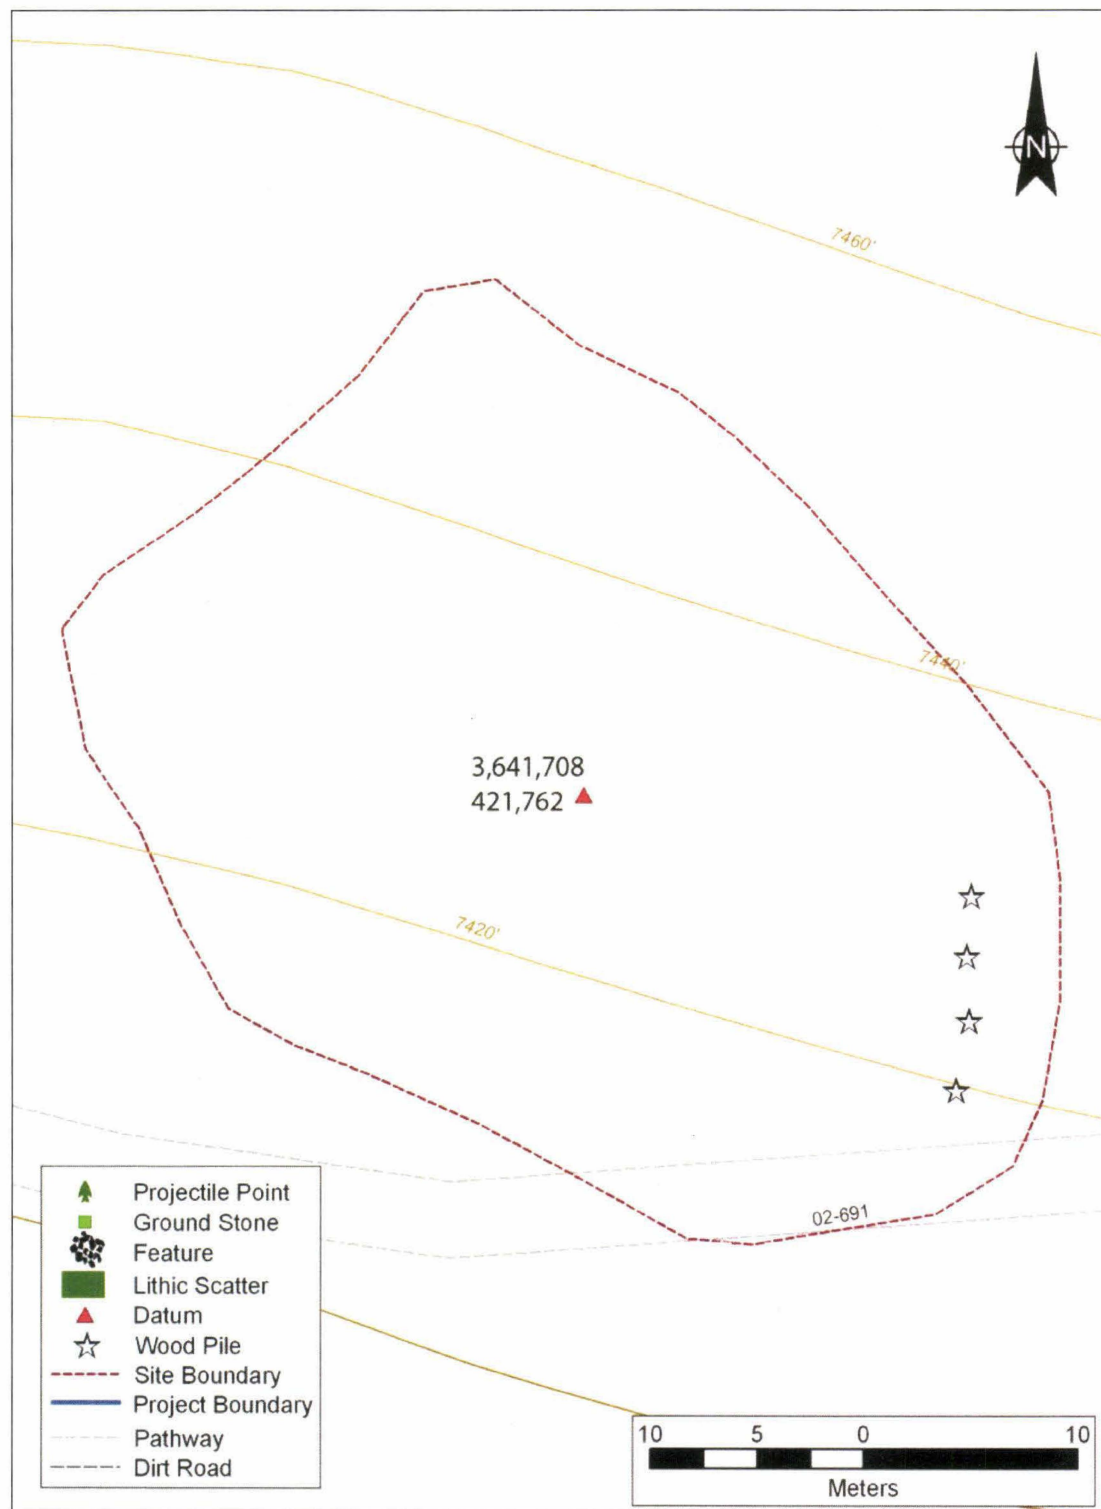 N
7460'
7440'
3,641,708
421,762
7420'
02-691
Projectile Point
Ground Stone
Feature
Lithic Scatter
Datum
Wood Pile
Site Boundary
Project Boundary
Pathway
Dirt Road
10 5 0 10
Meters